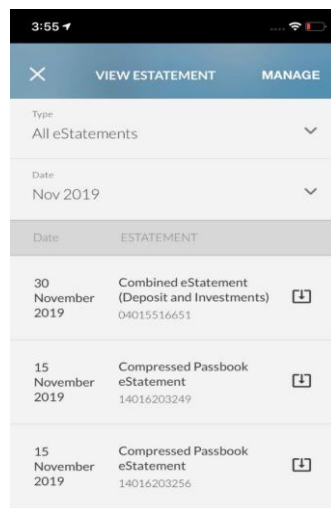 3:55
VIEW ESTATEMENT MANAGE
Type
All eStatements
Date
Nov 2019
Date ESTATEMENT
30 November 2019
Combined eStatement
(Deposit and Investments)
04015516651
15 November 2019
Compressed Passbook
eStatement
14016203249
15 November 2019
Compressed Passbook
eStatement
14016203256